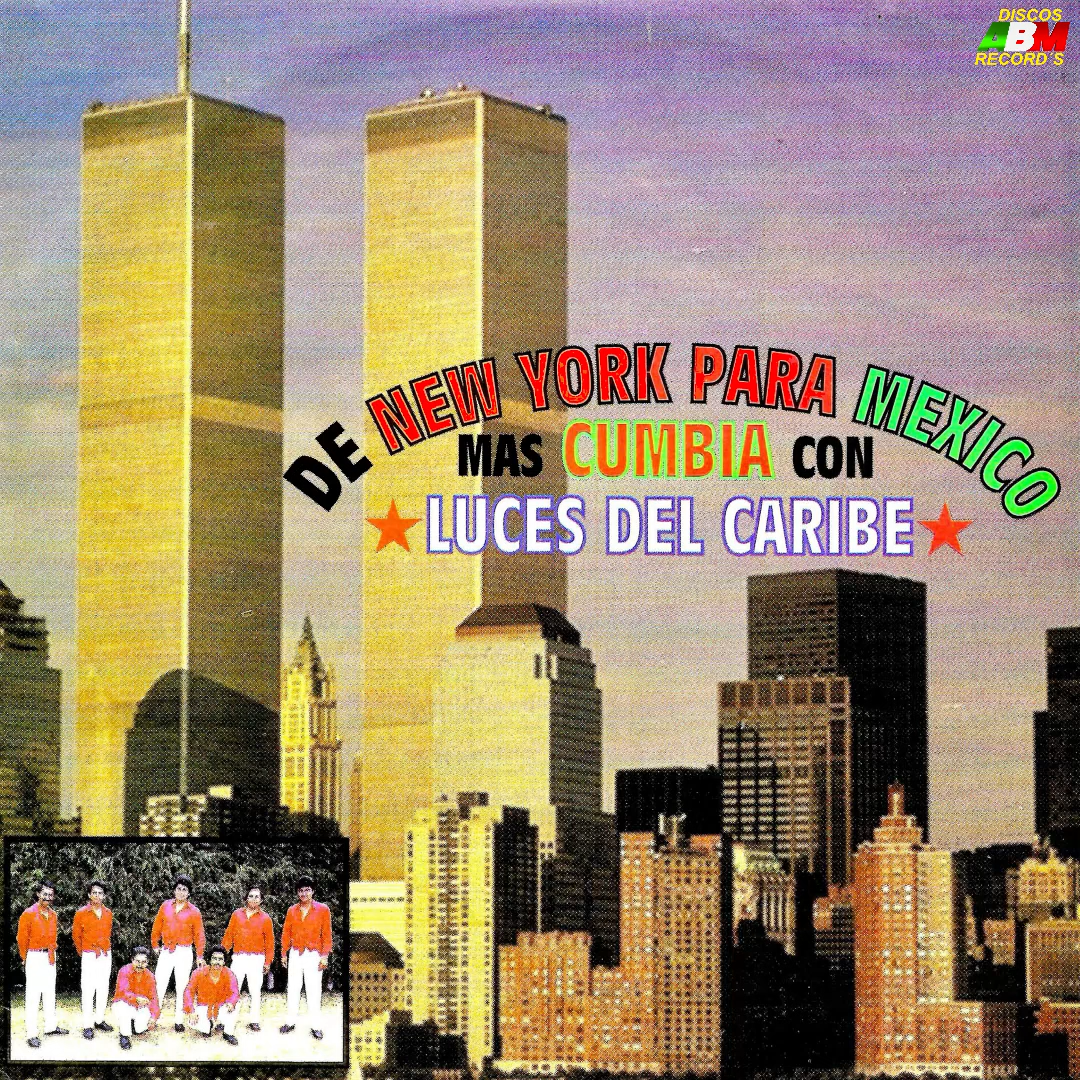 DISCOS
ABM
RECORD'S
DE NEW YORK PARA MEXICO
MAS CUMBIA CON
LUCES DEL CARIBE